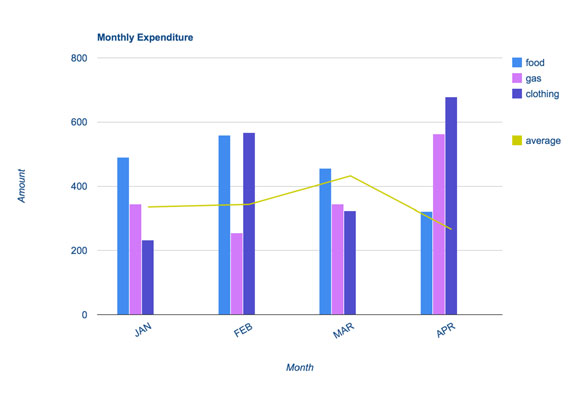 Monthly Expenditure
800
600
400
200
0
Amount
JAN
FEB
MAR
APR
Month
food
gas
clothing
average